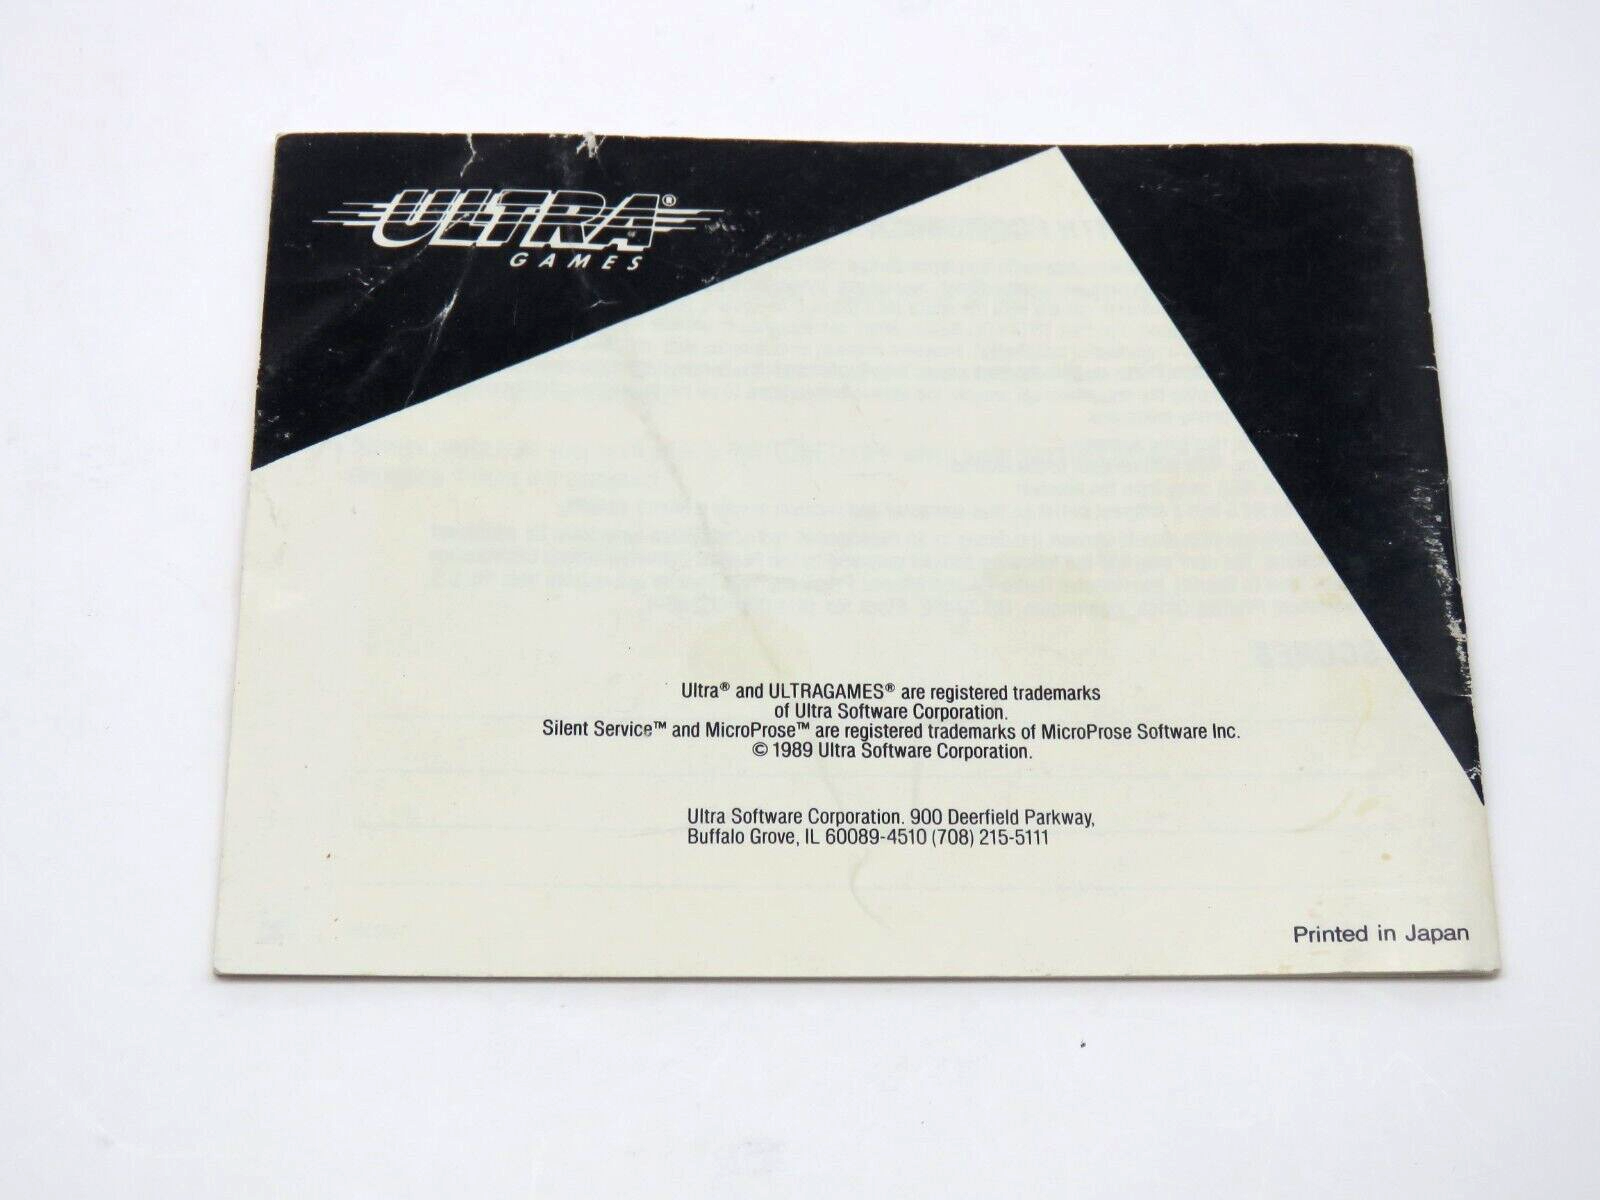 ULTRA®
GAMES
Ultra® and ULTRAGAMES® are registered trademarks
of Ultra Software Corporation.
Silent Service™ and MicroProse™ are registered trademarks of MicroProse Software Inc.
© 1989 Ultra Software Corporation.
Ultra Software Corporation. 900 Deerfield Parkway,
Buffalo Grove, IL 60089-4510 (708) 215-5111
Printed in Japan